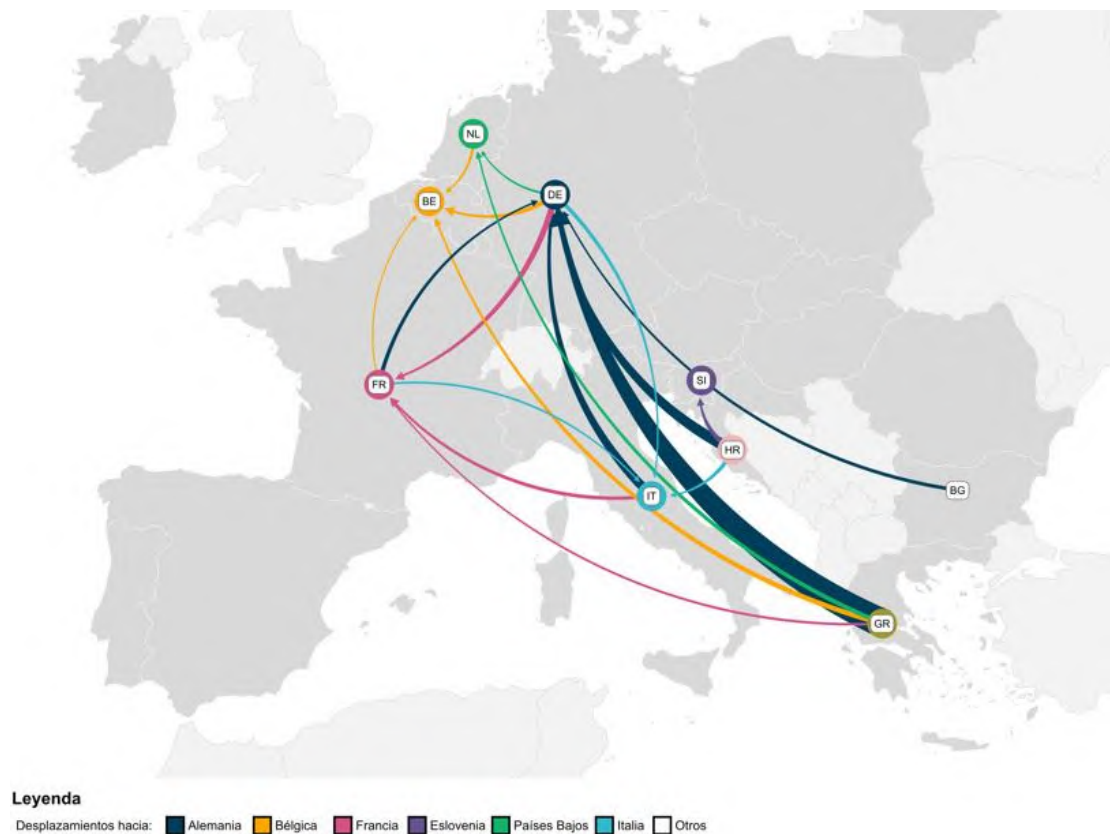 NL
DE
BE
SI
FR
HR
IT
BG
GR
Leyenda
Desplazamientos hacia: Alemania Bélgica Francia Eslovenia Países Bajos Italia Otros